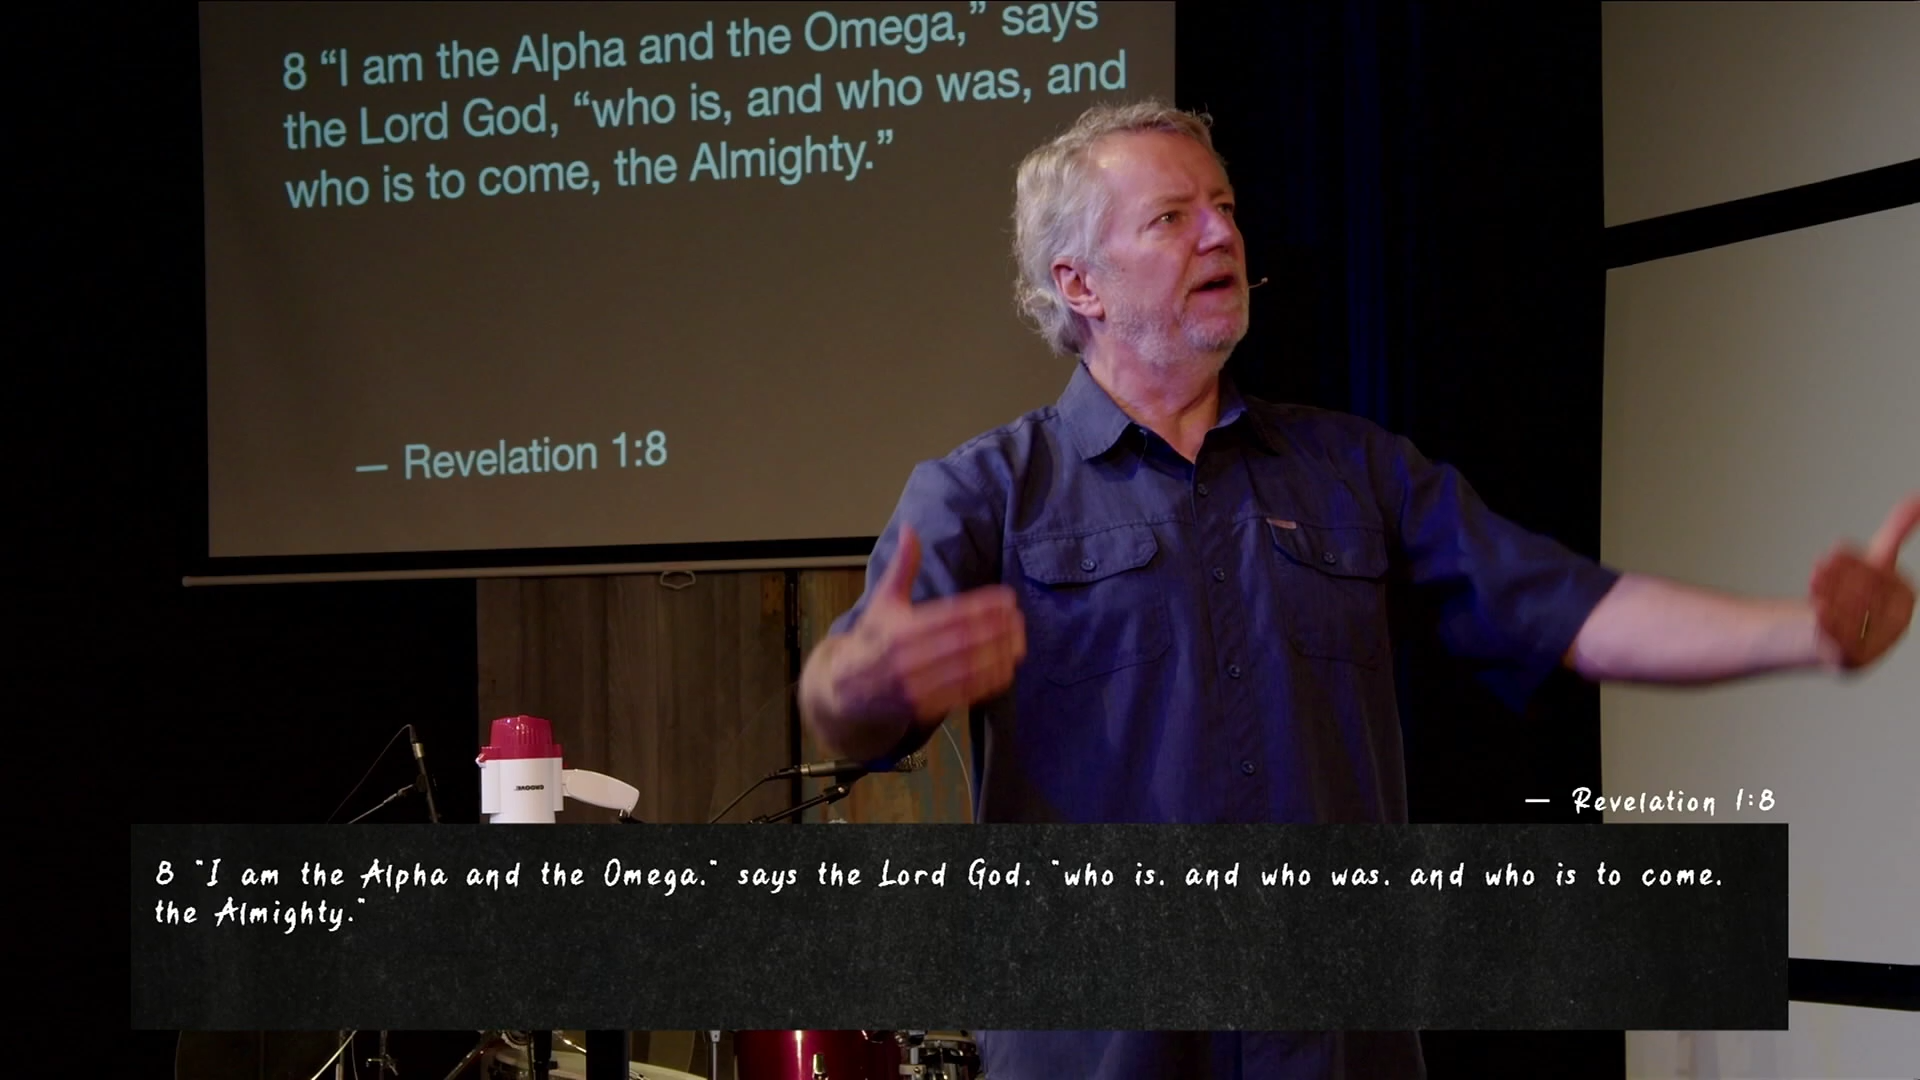 8 “I am the Alpha and the Omega,” says
the Lord God, “who is, and who was, and
who is to come, the Almighty.”
— Revelation 1:8
— Revelation 1:8
8 "I am the Alpha and the Omega." says the Lord God. "who is. and who was. and who is to come.
the Almighty."